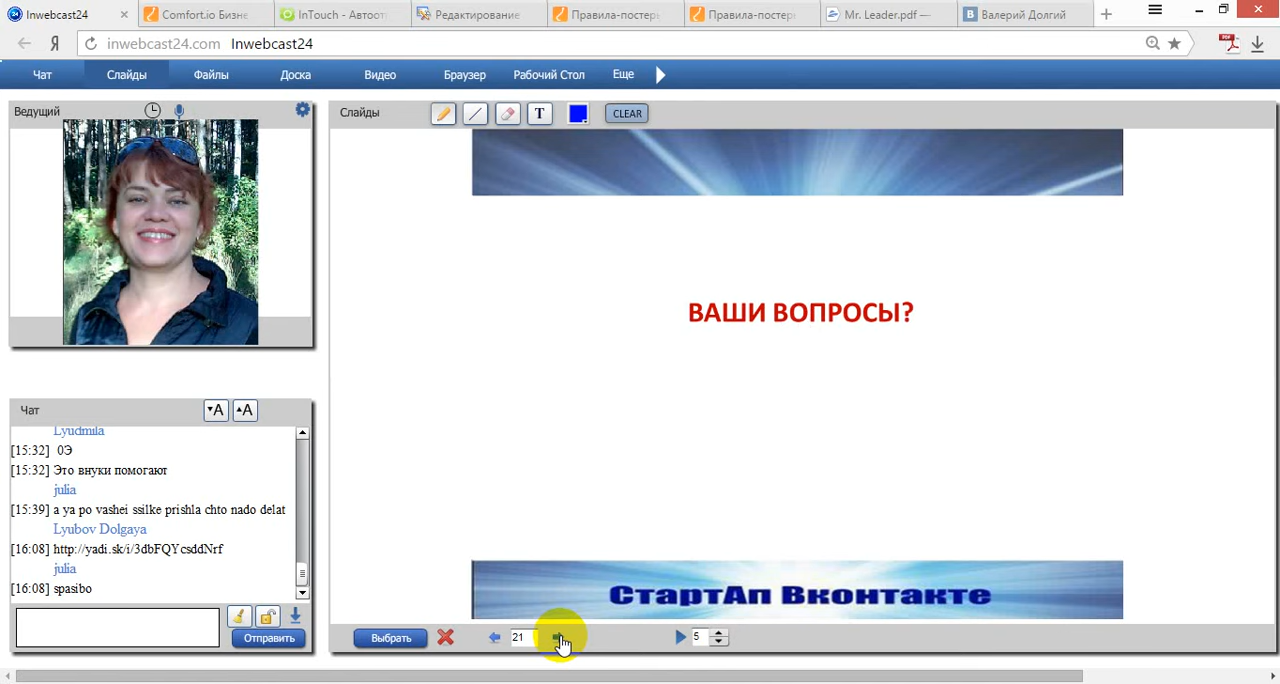 Inwebcast24
Comfort.io Бизне
InTouch - Автоот
Редактирование
Правила-постерь
Правила-постерь
Mr. Leader.pdf —
Валерий Долгий
inwebcast24.com Inwebcast24
Чат
Слайды
Файлы
Доска
Видео
Браузер
Рабочий Стол
Еще
Ведущий
Слайды
T
CLEAR
ВАШИ ВОПРОСЫ?
СтартАп Вконтакте
Чат
▼A
▲A
Lyudmila
[15:32] 0Э
[15:32] Это внуки помогают
julia
[15:39] a ya po vashei ssilke prishla chto nado delat
Lyubov Dolgaya
[16:08] http://yadi.sk/i/3dbFQYcsddNrf
julia
[16:08] spasibo
Отправить
Выбрать
21
5